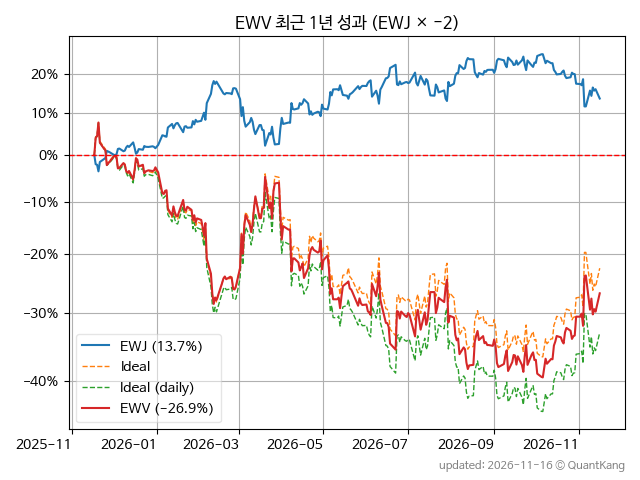 EWV 최근 1년 성과 (EWJ × −2)
20%
10%
0%
−10%
−20%
−30%
−40%
EWJ (13.7%)
Ideal
Ideal (daily)
EWV (−26.9%)
2025-11
2026-01
2026-03
2026-05
2026-07
2026-09
2026-11
updated: 2026-11-16 © QuantKang